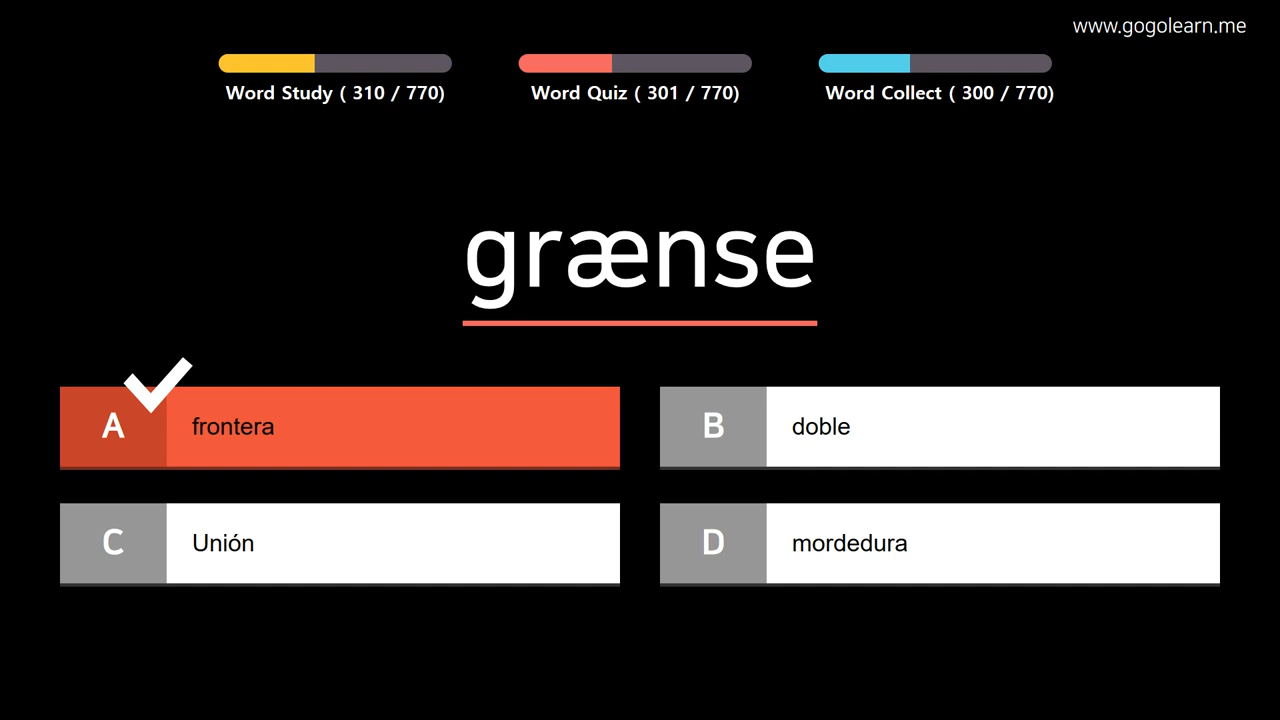 www.gogolearn.me
Word Study ( 310 / 770)
Word Quiz ( 301 / 770)
Word Collect ( 300 / 770)
grænse
A frontera
B doble
C Unión
D mordedura